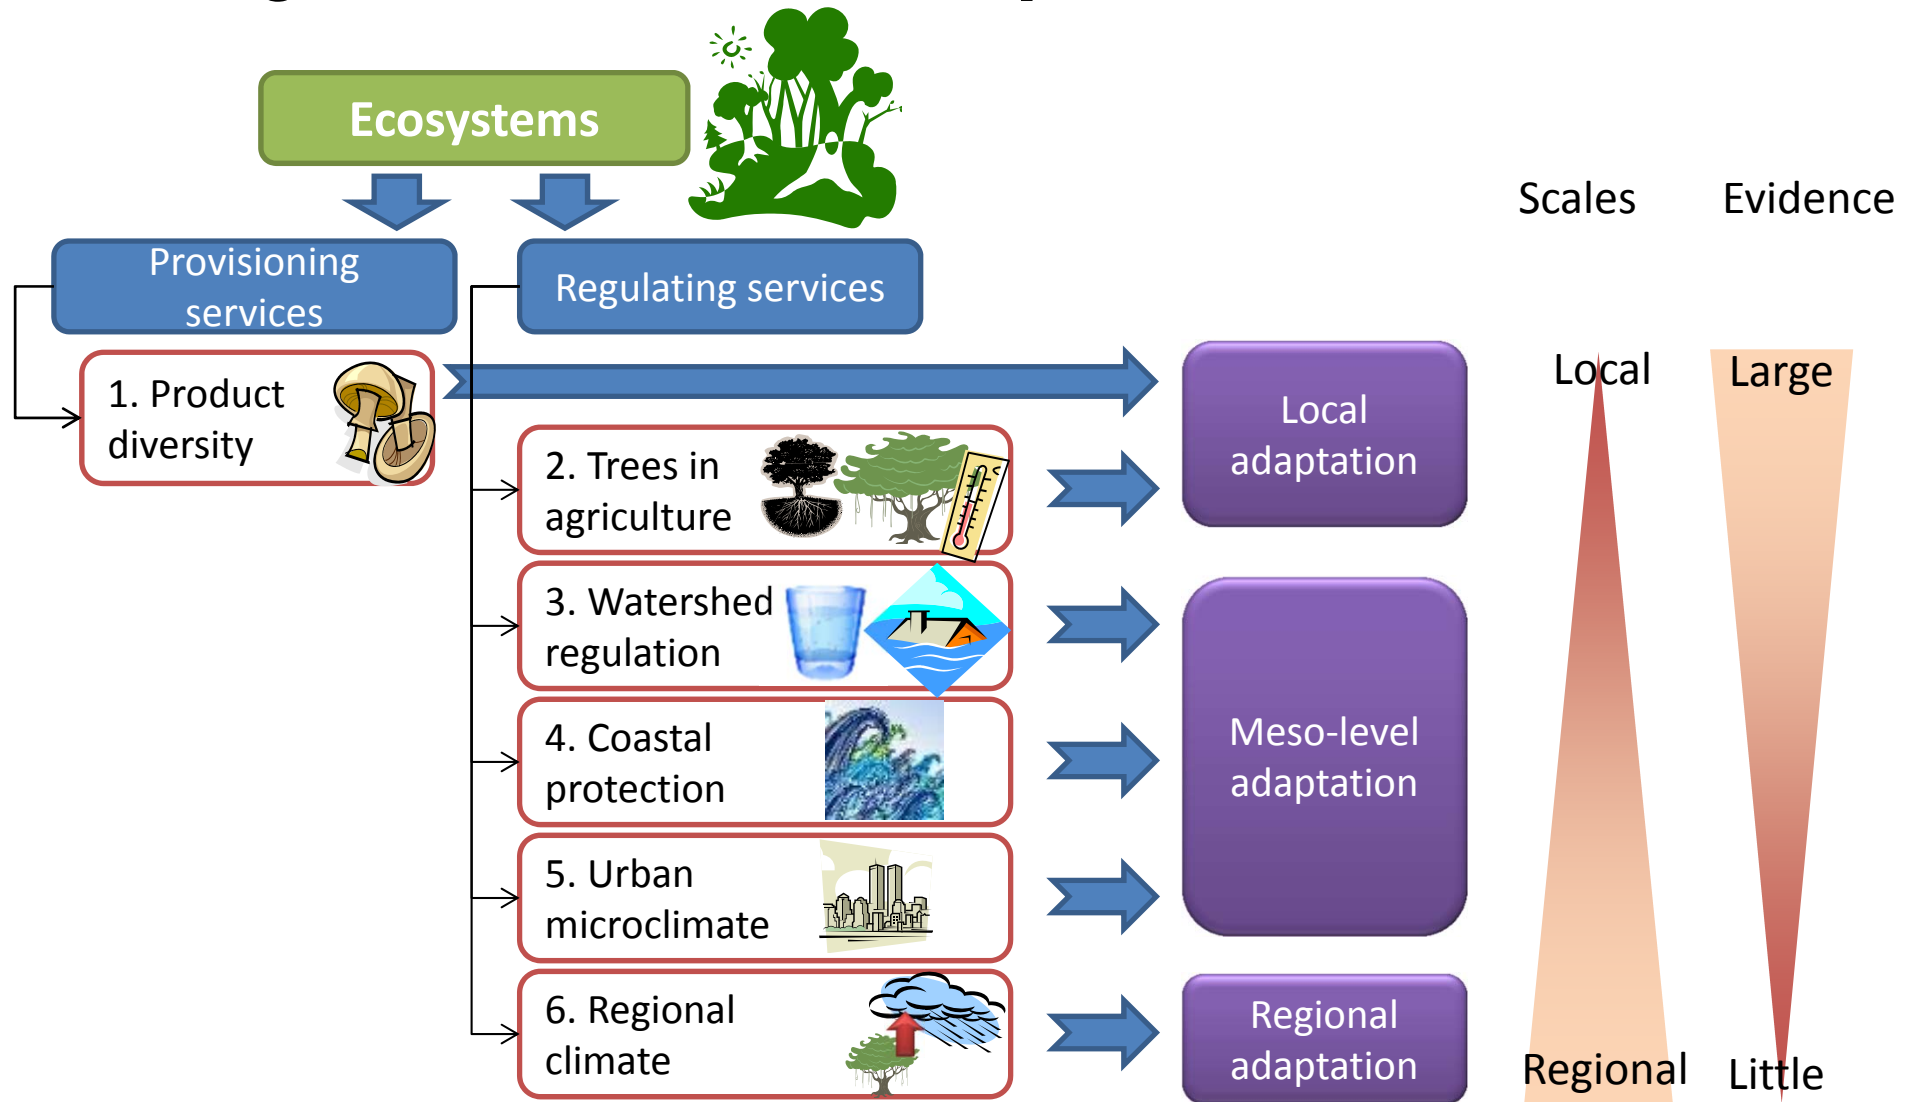 Ecosystems
Scales
Evidence
Provisioning
services
Regulating services
1. Product
diversity
Local
adaptation
Local
Large
2. Trees in
agriculture
3. Watershed
regulation
4. Coastal
protection
Meso-level
adaptation
5. Urban
microclimate
6. Regional
climate
Regional
adaptation
Regional
Little